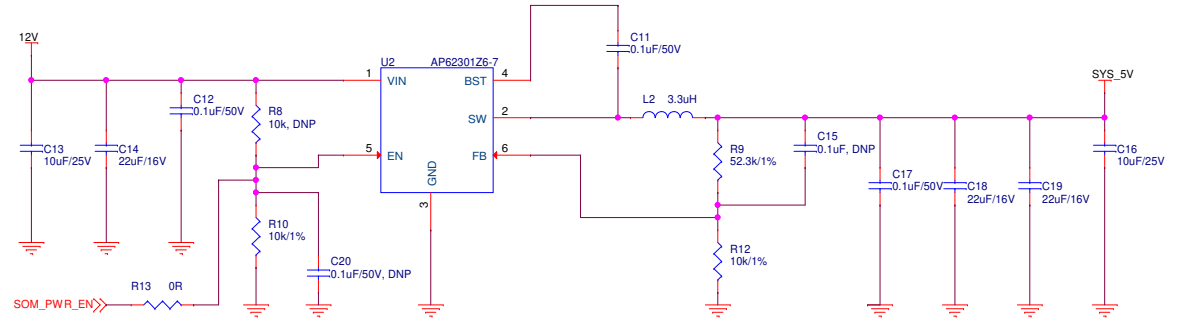 12V
C13
10uF/25V
C14
22uF/16V
C12
0.1uF/50V
R8
10k, DNP
R10
10k/1%
C20
0.1uF/50V, DNP
R13 0R
SOM_PWR_EN
U2 AP62301Z6-7
1 VIN
5 EN
GND
3
BST 4
SW 2
FB 6
C11
0.1uF/50V
L2 3.3uH
R9
52.3k/1%
C15
0.1uF, DNP
R12
10k/1%
C17
0.1uF/50V
C18
22uF/16V
C19
22uF/16V
SYS_5V
C16
10uF/25V